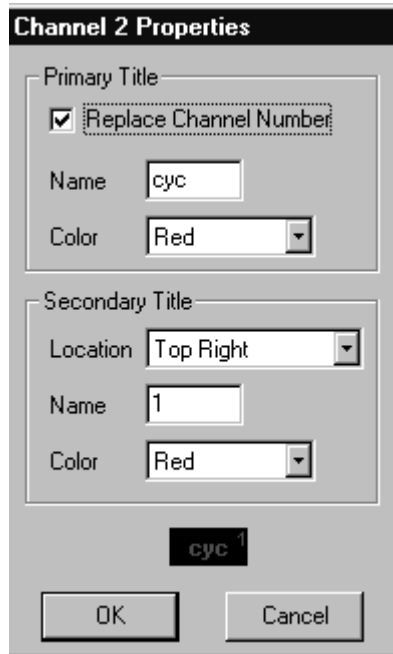 Channel 2 Properties
Primary Title
Replace Channel Number
Name cyc
Color Red
Secondary Title
Location Top Right
Name 1
Color Red
cyc 1
OK Cancel